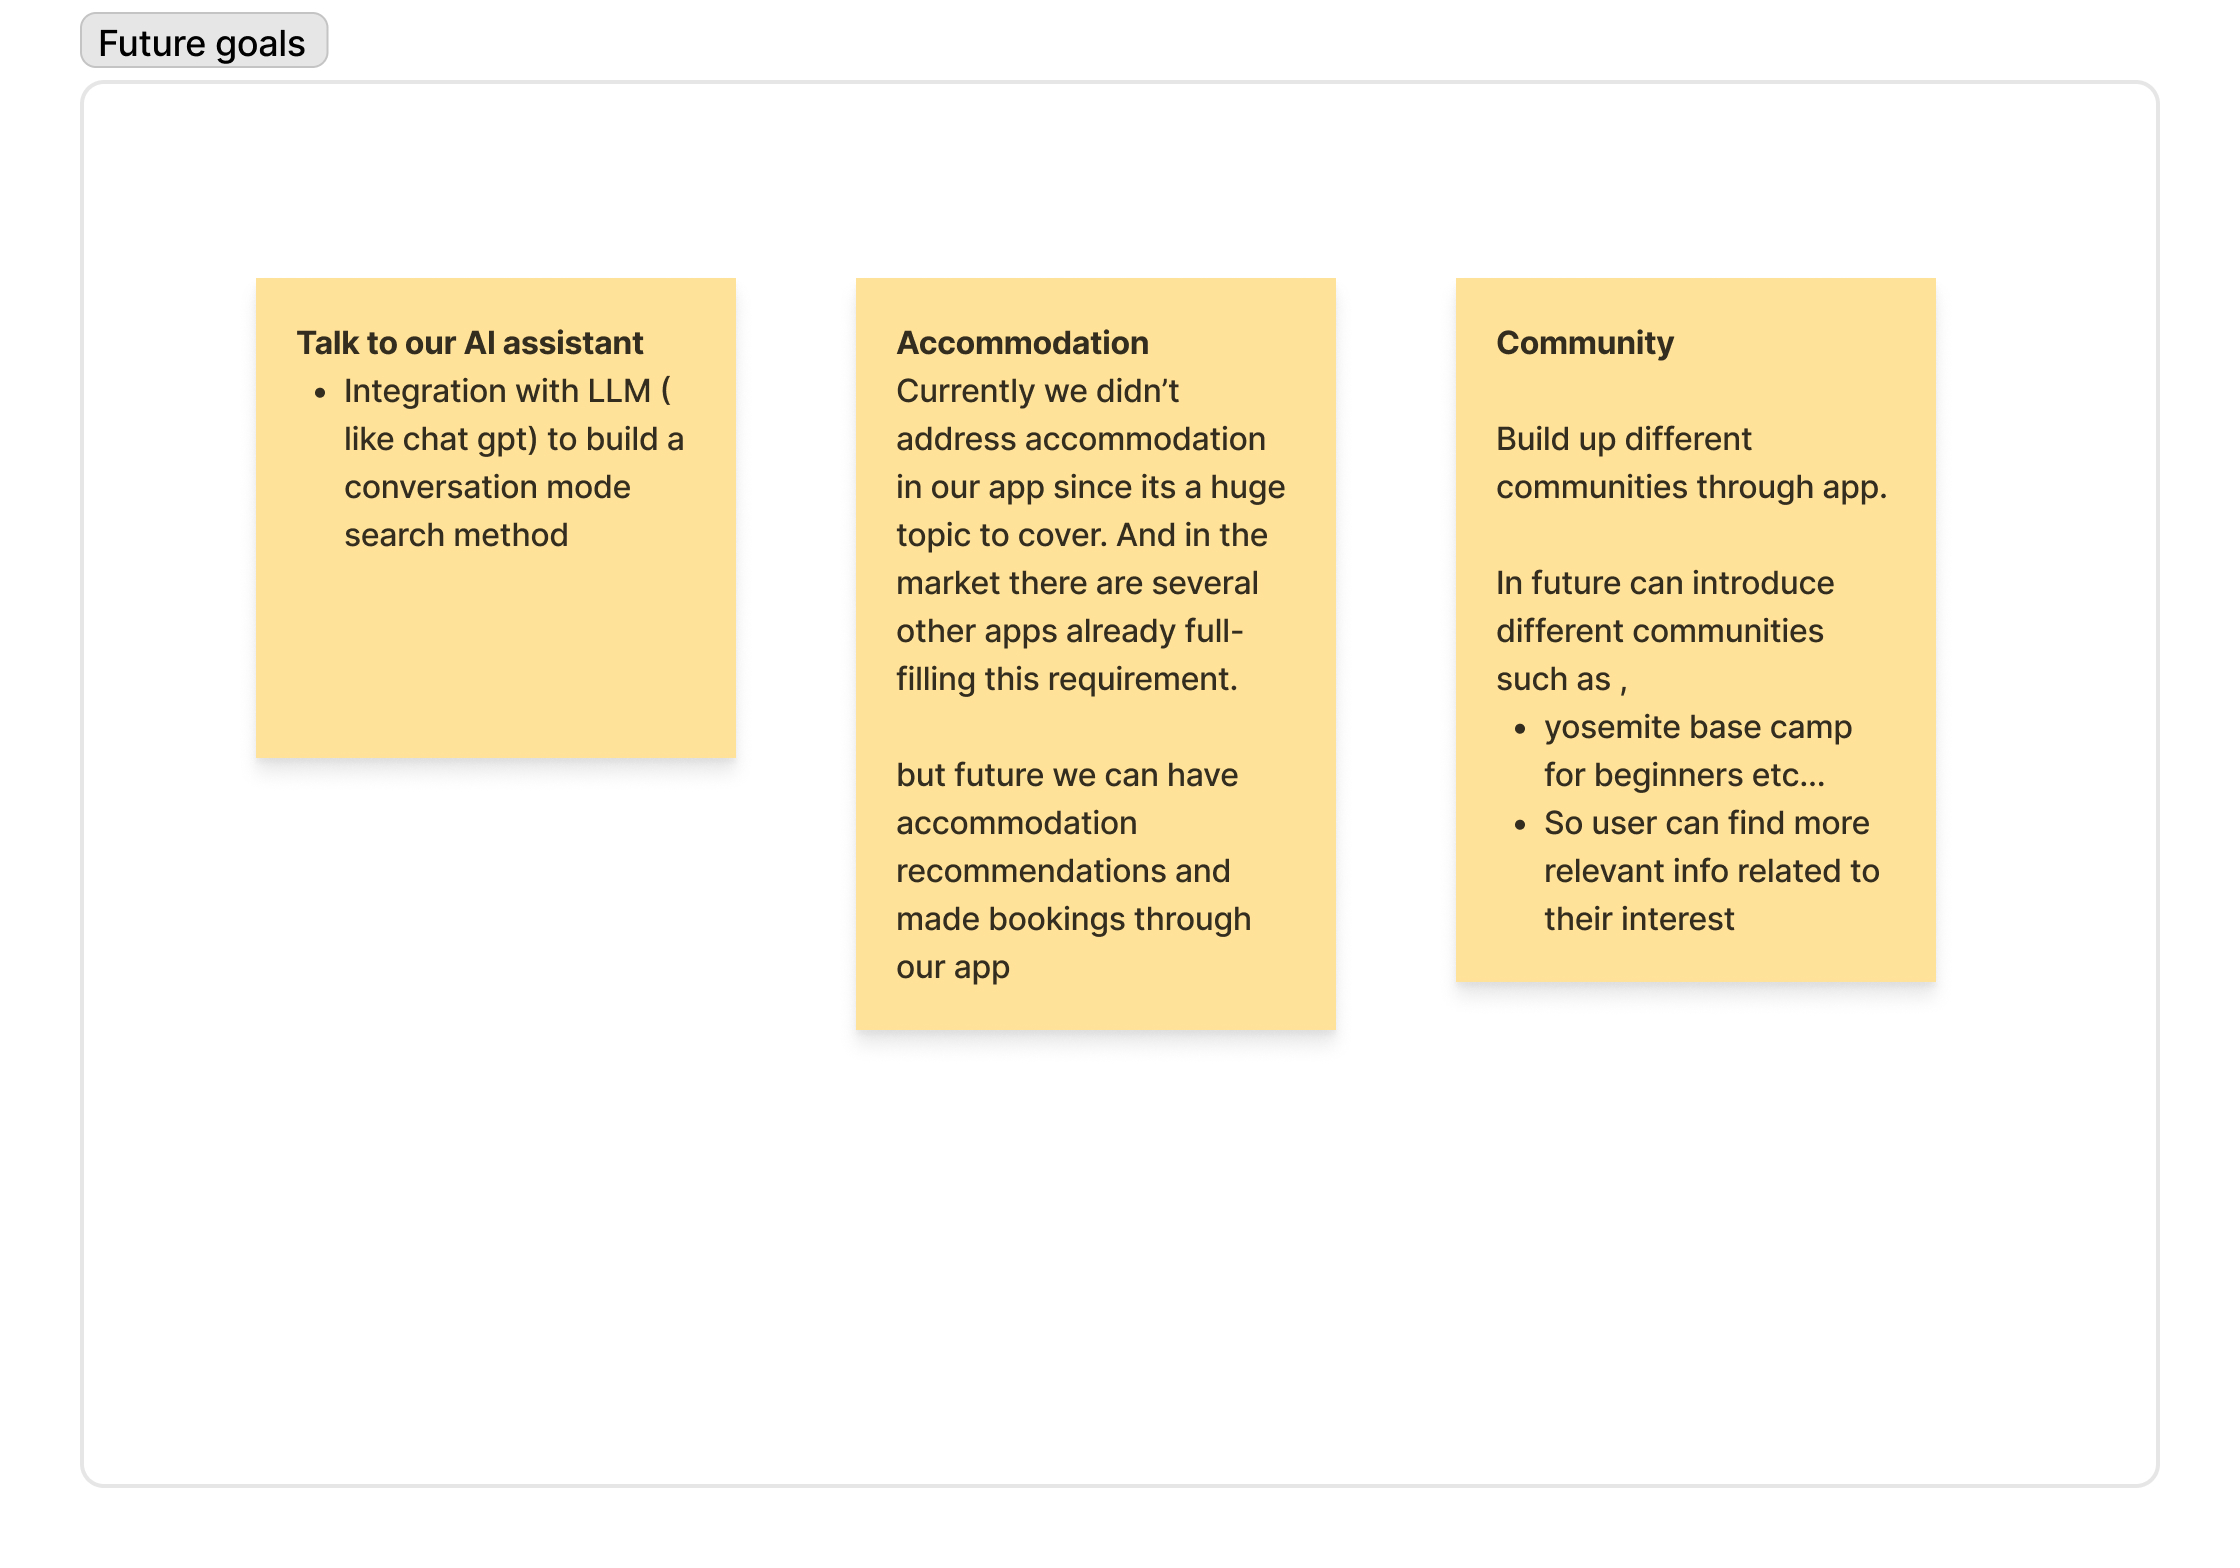 Future goals
Talk to our AI assistant
• Integration with LLM (
like chat gpt) to build a
conversation mode
search method
Accommodation
Currently we didn’t
address accommodation
in our app since its a huge
topic to cover. And in the
market there are several
other apps already full-
filling this requirement.
but future we can have
accommodation
recommendations and
made bookings through
our app
Community
Build up different
communities through app.
In future can introduce
different communities
such as ,
• yosemite base camp
for beginners etc...
• So user can find more
relevant info related to
their interest